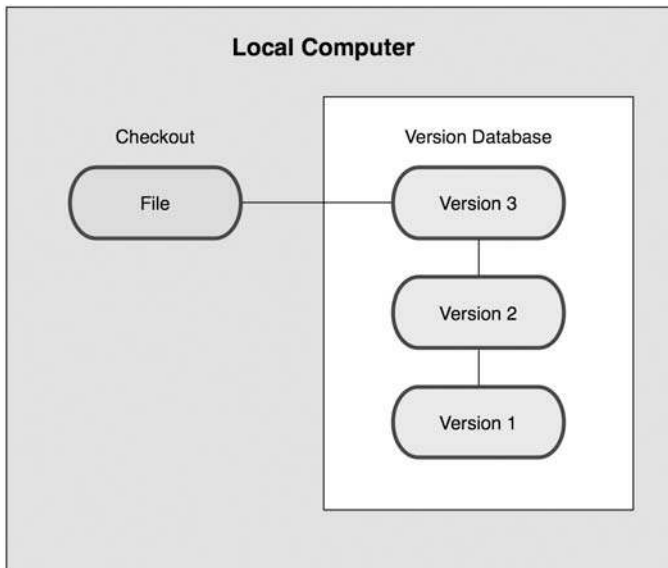 Local Computer
Checkout
Version Database
File
Version 3
Version 2
Version 1